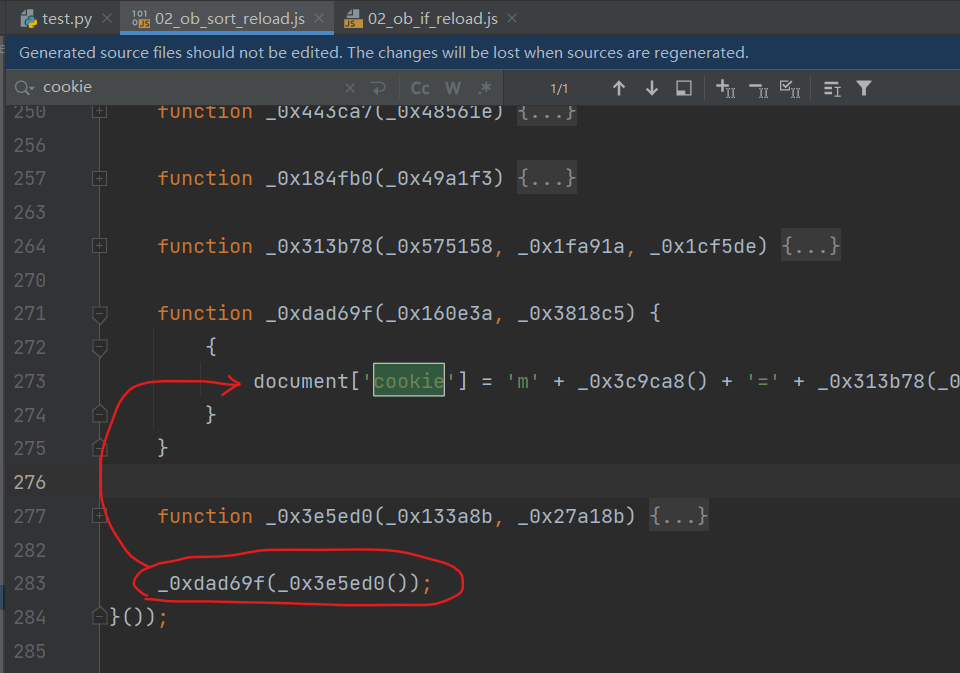 test.py 02_ob_sort_reload.js 02_ob_if_reload.js
Generated source files should not be edited. The changes will be lost when sources are regenerated.
cookie Cc W .* 1/1
250 function _0x443ca7(_0x48561e) {...}
256
257 function _0x184fb0(_0x49a1f3) {...}
263
264 function _0x313b78(_0x575158, _0x1fa91a, _0x1cf5de) {...}
270
271 function _0xdad69f(_0x160e3a, _0x3818c5) {
272 {
273 document['cookie'] = 'm' + _0x3c9ca8() + '=' + _0x313b78(_0
274 }
275 }
276
277 function _0x3e5ed0(_0x133a8b, _0x27a18b) {...}
282
283 _0xdad69f(_0x3e5ed0());
284 }());
285